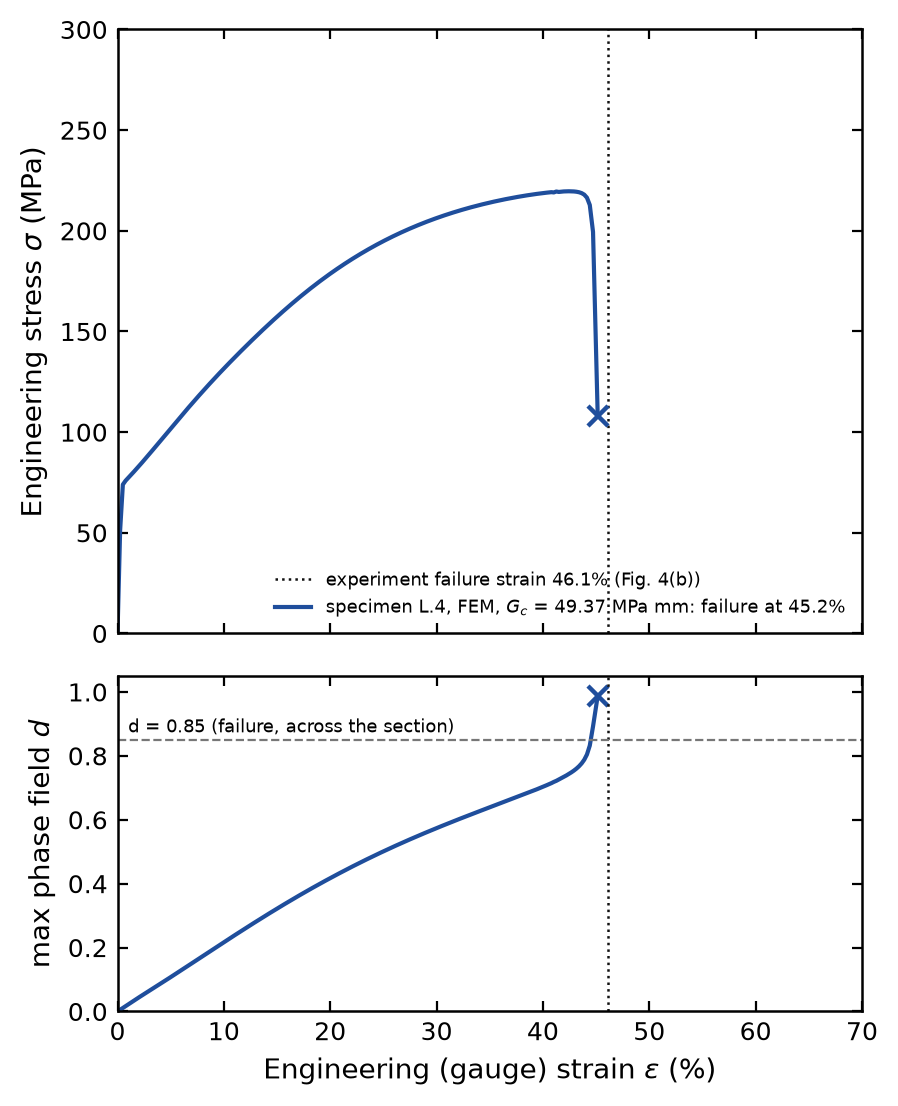 300
250
200
150
100
50
0
Engineering stress σ (MPa)
experiment failure strain 46.1% (Fig. 4(b))
specimen L.4, FEM, G_c = 49.37 MPa mm: failure at 45.2%
1.0
0.8
0.6
0.4
0.2
0.0
max phase field d
d = 0.85 (failure, across the section)
0 10 20 30 40 50 60 70
Engineering (gauge) strain ε (%)